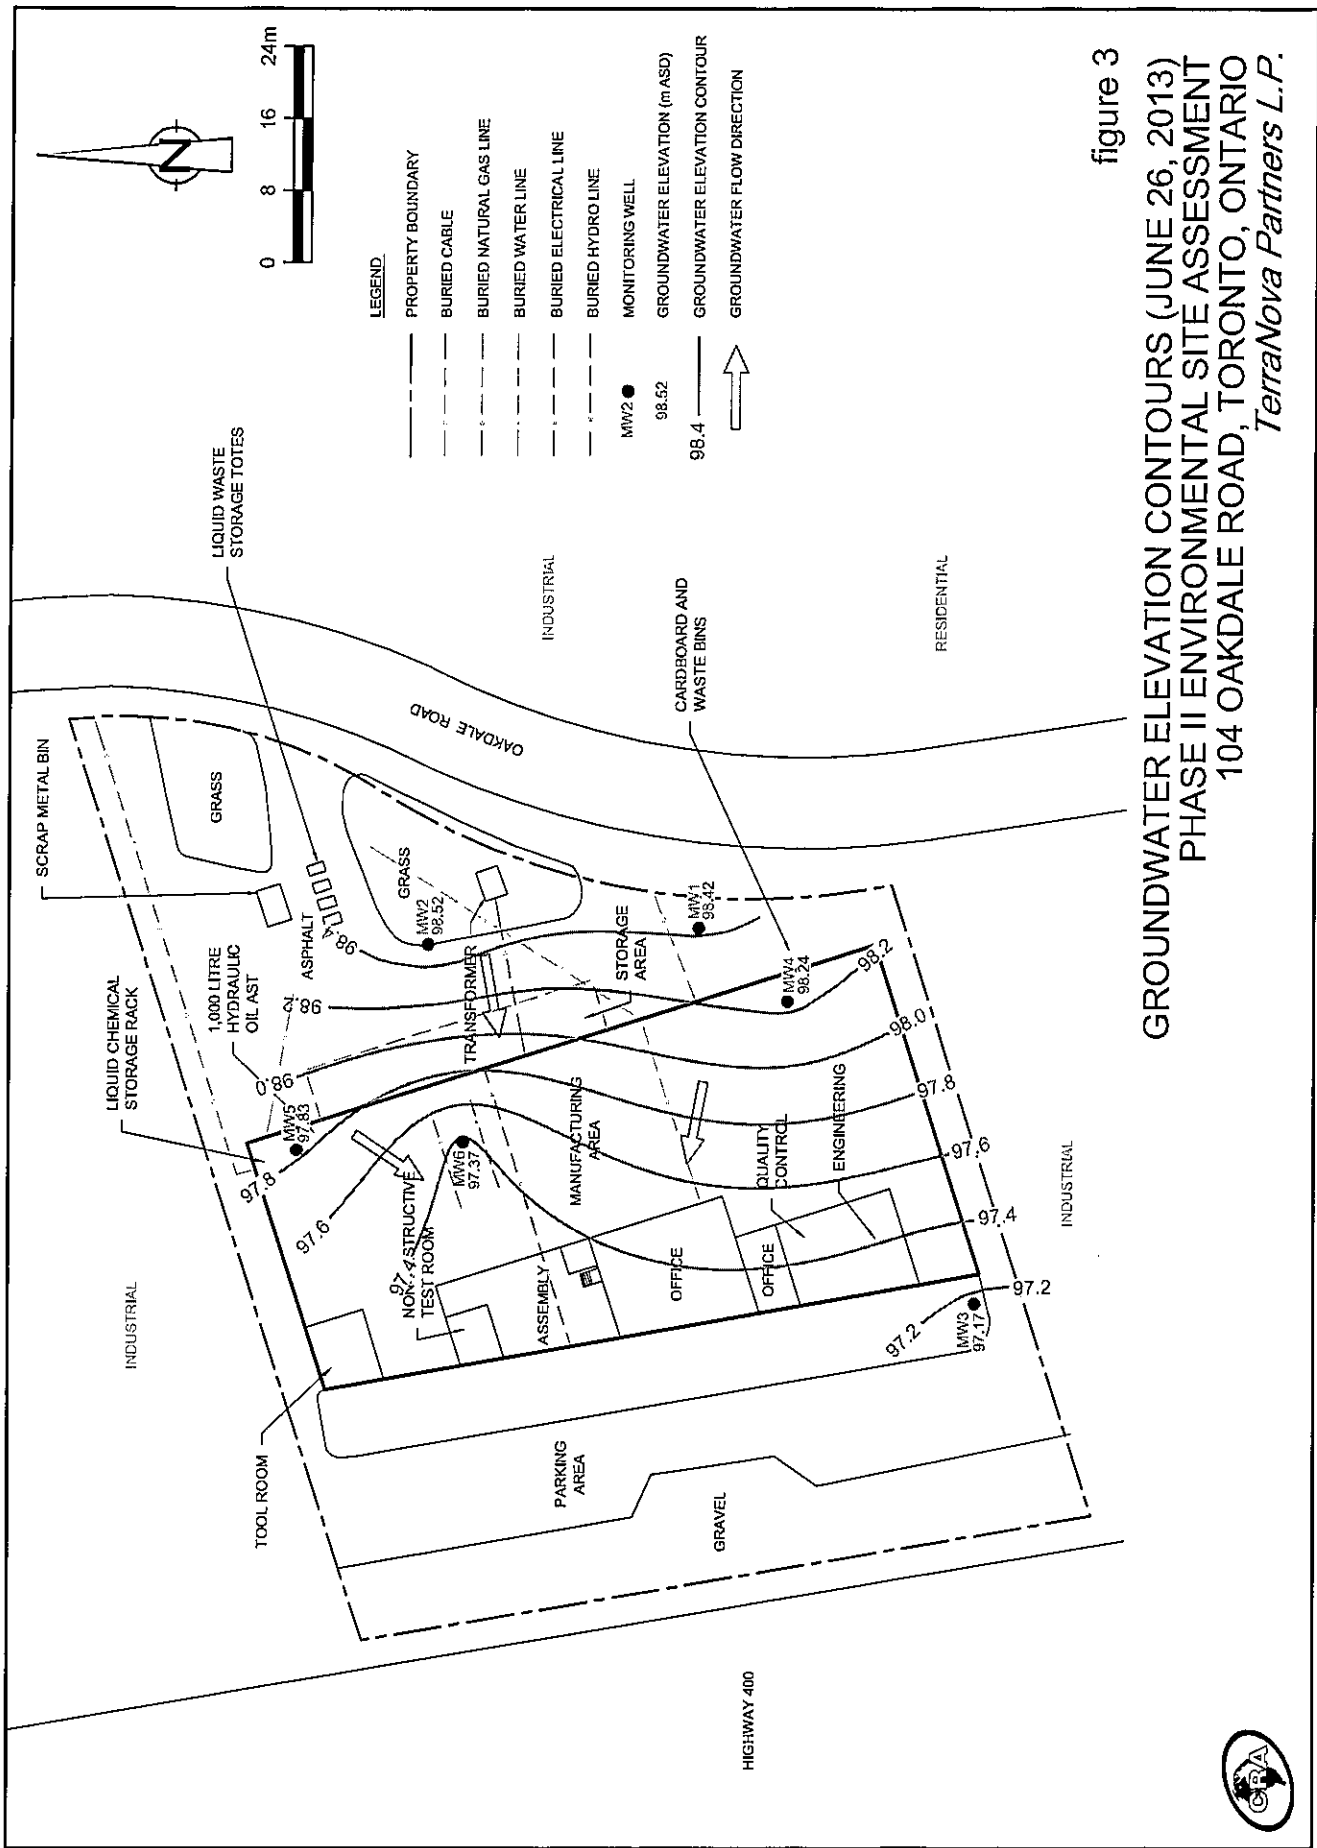 N
0
8
16
24m
LEGEND
PROPERTY BOUNDARY
BURIED CABLE
BURIED NATURAL GAS LINE
BURIED WATER LINE
BURIED ELECTRICAL LINE
BURIED HYDRO LINE
MW2
MONITORING WELL
98.52
GROUNDWATER ELEVATION (m ASD)
98.4
GROUNDWATER ELEVATION CONTOUR
GROUNDWATER FLOW DIRECTION
SCRAP METAL BIN
LIQUID WASTE
STORAGE TOTES
LIQUID CHEMICAL
STORAGE RACK
1,000 LITRE
HYDRAULIC
OIL AST
TOOL ROOM
INDUSTRIAL
GRASS
ASPHALT
GRASS
OAKDALE ROAD
INDUSTRIAL
98.4
98.2
98.0
97.8
97.6
MW2
98.52
MW5
97.83
MW6
97.37
TRANSFORMER
STORAGE
AREA
MW1
98.42
CARDBOARD AND
WASTE BINS
MW4
98.24
MANUFACTURING
AREA
TEST ROOM
ASSEMBLY
OFFICE
OFFICE
QUALITY
CONTROL
ENGINEERING
98.2
98.0
97.8
97.6
97.4
97.2
97.2
MW3
97.17
PARKING
AREA
GRAVEL
HIGHWAY 400
INDUSTRIAL
RESIDENTIAL
CRA
figure 3
GROUNDWATER ELEVATION CONTOURS (JUNE 26, 2013)
PHASE II ENVIRONMENTAL SITE ASSESSMENT
104 OAKDALE ROAD, TORONTO, ONTARIO
TerraNova Partners L.P.